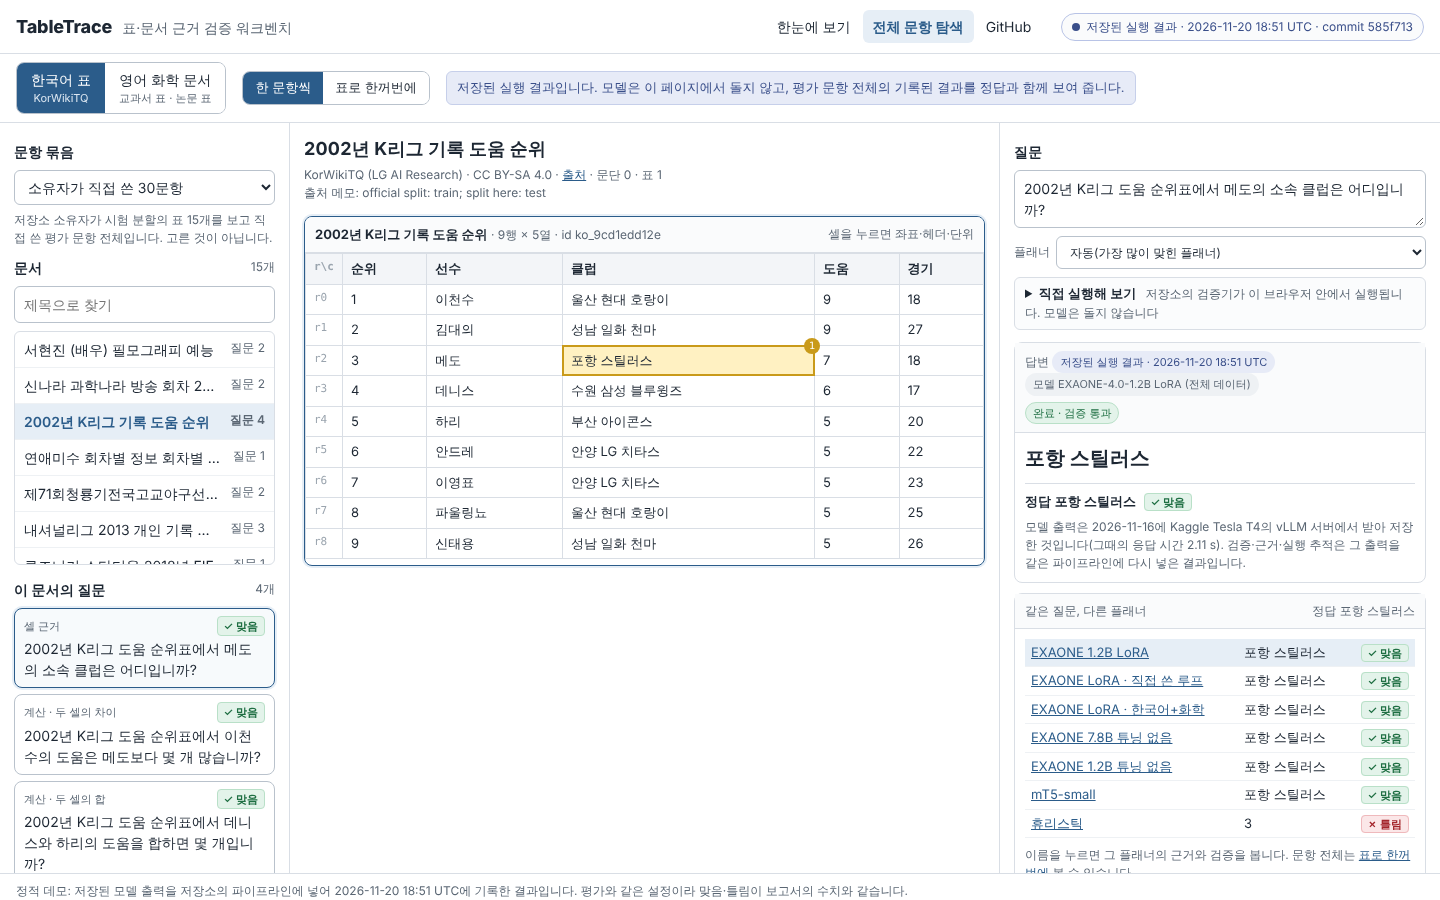 TableTrace 표·문서 근거 검증 워크벤치
한눈에 보기 전체 문항 탐색 GitHub
저장된 실행 결과 · 2026-11-20 18:51 UTC · commit 585f713
한국어 표
KorWikiTQ
영어 화학 문서
교과서 표 · 논문 표
한 문항씩 표로 한꺼번에
저장된 실행 결과입니다. 모델은 이 페이지에서 돌지 않고, 평가 문항 전체의 기록된 결과를 정답과 함께 보여 줍니다.
문항 묶음
소유자가 직접 쓴 30문항
저장소 소유자가 시험 분할의 표 15개를 보고 직
접 쓴 평가 문항 전체입니다. 고른 것이 아닙니다.
문서 15개
제목으로 찾기
서현진 (배우) 필모그래피 예능 질문 2
신나라 과학나라 방송 회차 2... 질문 2
2002년 K리그 기록 도움 순위 질문 4
연애미수 회차별 정보 회차별 ... 질문 1
제71회청룡기전국고교야구선... 질문 2
내셔널리그 2013 개인 기록 ... 질문 3
이 문서의 질문 4개
셀 근거 ✓ 맞음
2002년 K리그 도움 순위표에서 메도
의 소속 클럽은 어디입니까?
계산 · 두 셀의 차이 ✓ 맞음
2002년 K리그 도움 순위표에서 이천
수의 도움은 메도보다 몇 개 많습니까?
계산 · 두 셀의 합 ✓ 맞음
2002년 K리그 도움 순위표에서 데니
스와 하리의 도움을 합하면 몇 개입니
까?
2002년 K리그 기록 도움 순위
KorWikiTQ (LG AI Research) · CC BY-SA 4.0 · 출처 · 문단 0 · 표 1
출처 메모: official split: train; split here: test
2002년 K리그 기록 도움 순위 · 9행 × 5열 · id ko_9cd1edd12e 셀을 누르면 좌표·헤더·단위
r\c 순위 선수 클럽 도움 경기
r0 1 이천수 울산 현대 호랑이 9 18
r1 2 김대의 성남 일화 천마 9 27
r2 3 메도 포항 스틸러스 1 7 18
r3 4 데니스 수원 삼성 블루윙즈 6 17
r4 5 하리 부산 아이콘스 5 20
r5 6 안드레 안양 LG 치타스 5 22
r6 7 이영표 안양 LG 치타스 5 23
r7 8 파울링뇨 울산 현대 호랑이 5 25
r8 9 신태용 성남 일화 천마 5 26
질문
2002년 K리그 도움 순위표에서 메도의 소속 클럽은 어디입니
까?
플래너 자동(가장 많이 맞힌 플래너)
▶ 직접 실행해 보기 저장소의 검증기가 이 브라우저 안에서 실행됩니
다. 모델은 돌지 않습니다
답변 저장된 실행 결과 · 2026-11-20 18:51 UTC
모델 EXAONE-4.0-1.2B LoRA (전체 데이터)
완료 · 검증 통과
포항 스틸러스
정답 포항 스틸러스 ✓ 맞음
모델 출력은 2026-11-16에 Kaggle Tesla T4의 vLLM 서버에서 받아 저장
한 것입니다(그때의 응답 시간 2.11 s). 검증·근거·실행 추적은 그 출력을
같은 파이프라인에 다시 넣은 결과입니다.
같은 질문, 다른 플래너 정답 포항 스틸러스
EXAONE 1.2B LoRA 포항 스틸러스 ✓ 맞음
EXAONE LoRA · 직접 쓴 루프 포항 스틸러스 ✓ 맞음
EXAONE LoRA · 한국어+화학 포항 스틸러스 ✓ 맞음
EXAONE 7.8B 튜닝 없음 포항 스틸러스 ✓ 맞음
EXAONE 1.2B 튜닝 없음 포항 스틸러스 ✓ 맞음
mT5-small 포항 스틸러스 ✓ 맞음
휴리스틱 3 × 틀림
이름을 누르면 그 플래너의 근거와 검증을 봅니다. 문항 전체는 표로 한꺼
정적 데모: 저장된 모델 출력을 저장소의 파이프라인에 넣어 2026-11-20 18:51 UTC에 기록한 결과입니다. 평가와 같은 설정이라 맞음·틀림이 보고서의 수치와 같습니다.